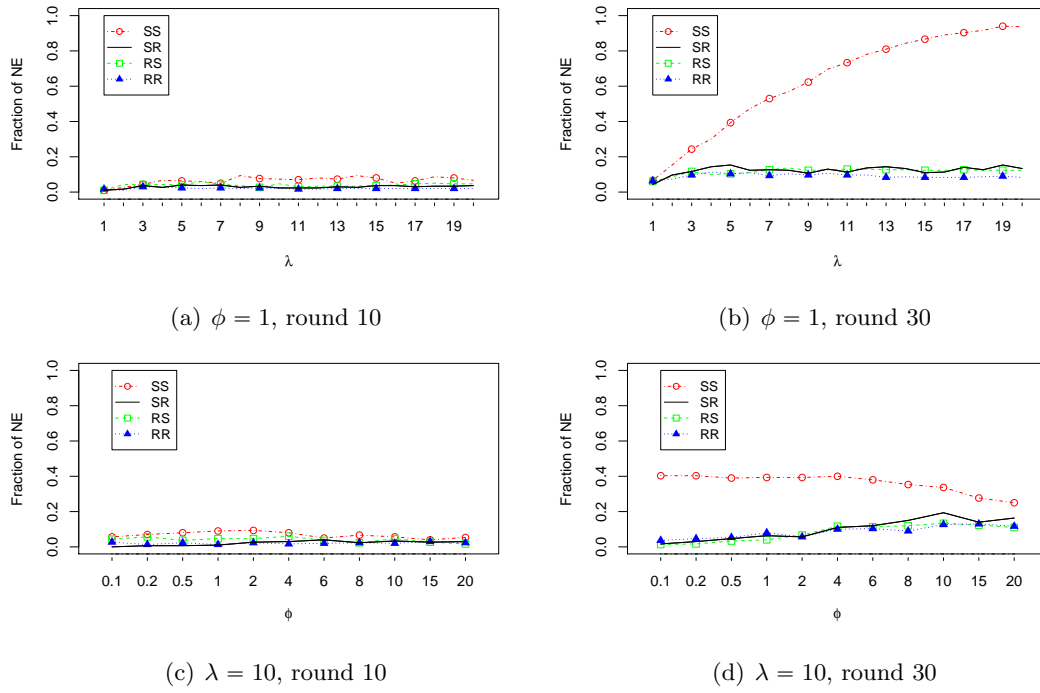 Fraction of NE
0.0 0.2 0.4 0.6 0.8 1.0
SS
SR
RS
RR
1 3 5 7 9 11 13 15 17 19
λ
(a) ϕ = 1, round 10
Fraction of NE
0.0 0.2 0.4 0.6 0.8 1.0
SS
SR
RS
RR
1 3 5 7 9 11 13 15 17 19
λ
(b) ϕ = 1, round 30
Fraction of NE
0.0 0.2 0.4 0.6 0.8 1.0
SS
SR
RS
RR
0.1 0.2 0.5 1 2 4 6 8 10 15 20
ϕ
(c) λ = 10, round 10
Fraction of NE
0.0 0.2 0.4 0.6 0.8 1.0
SS
SR
RS
RR
0.1 0.2 0.5 1 2 4 6 8 10 15 20
ϕ
(d) λ = 10, round 30